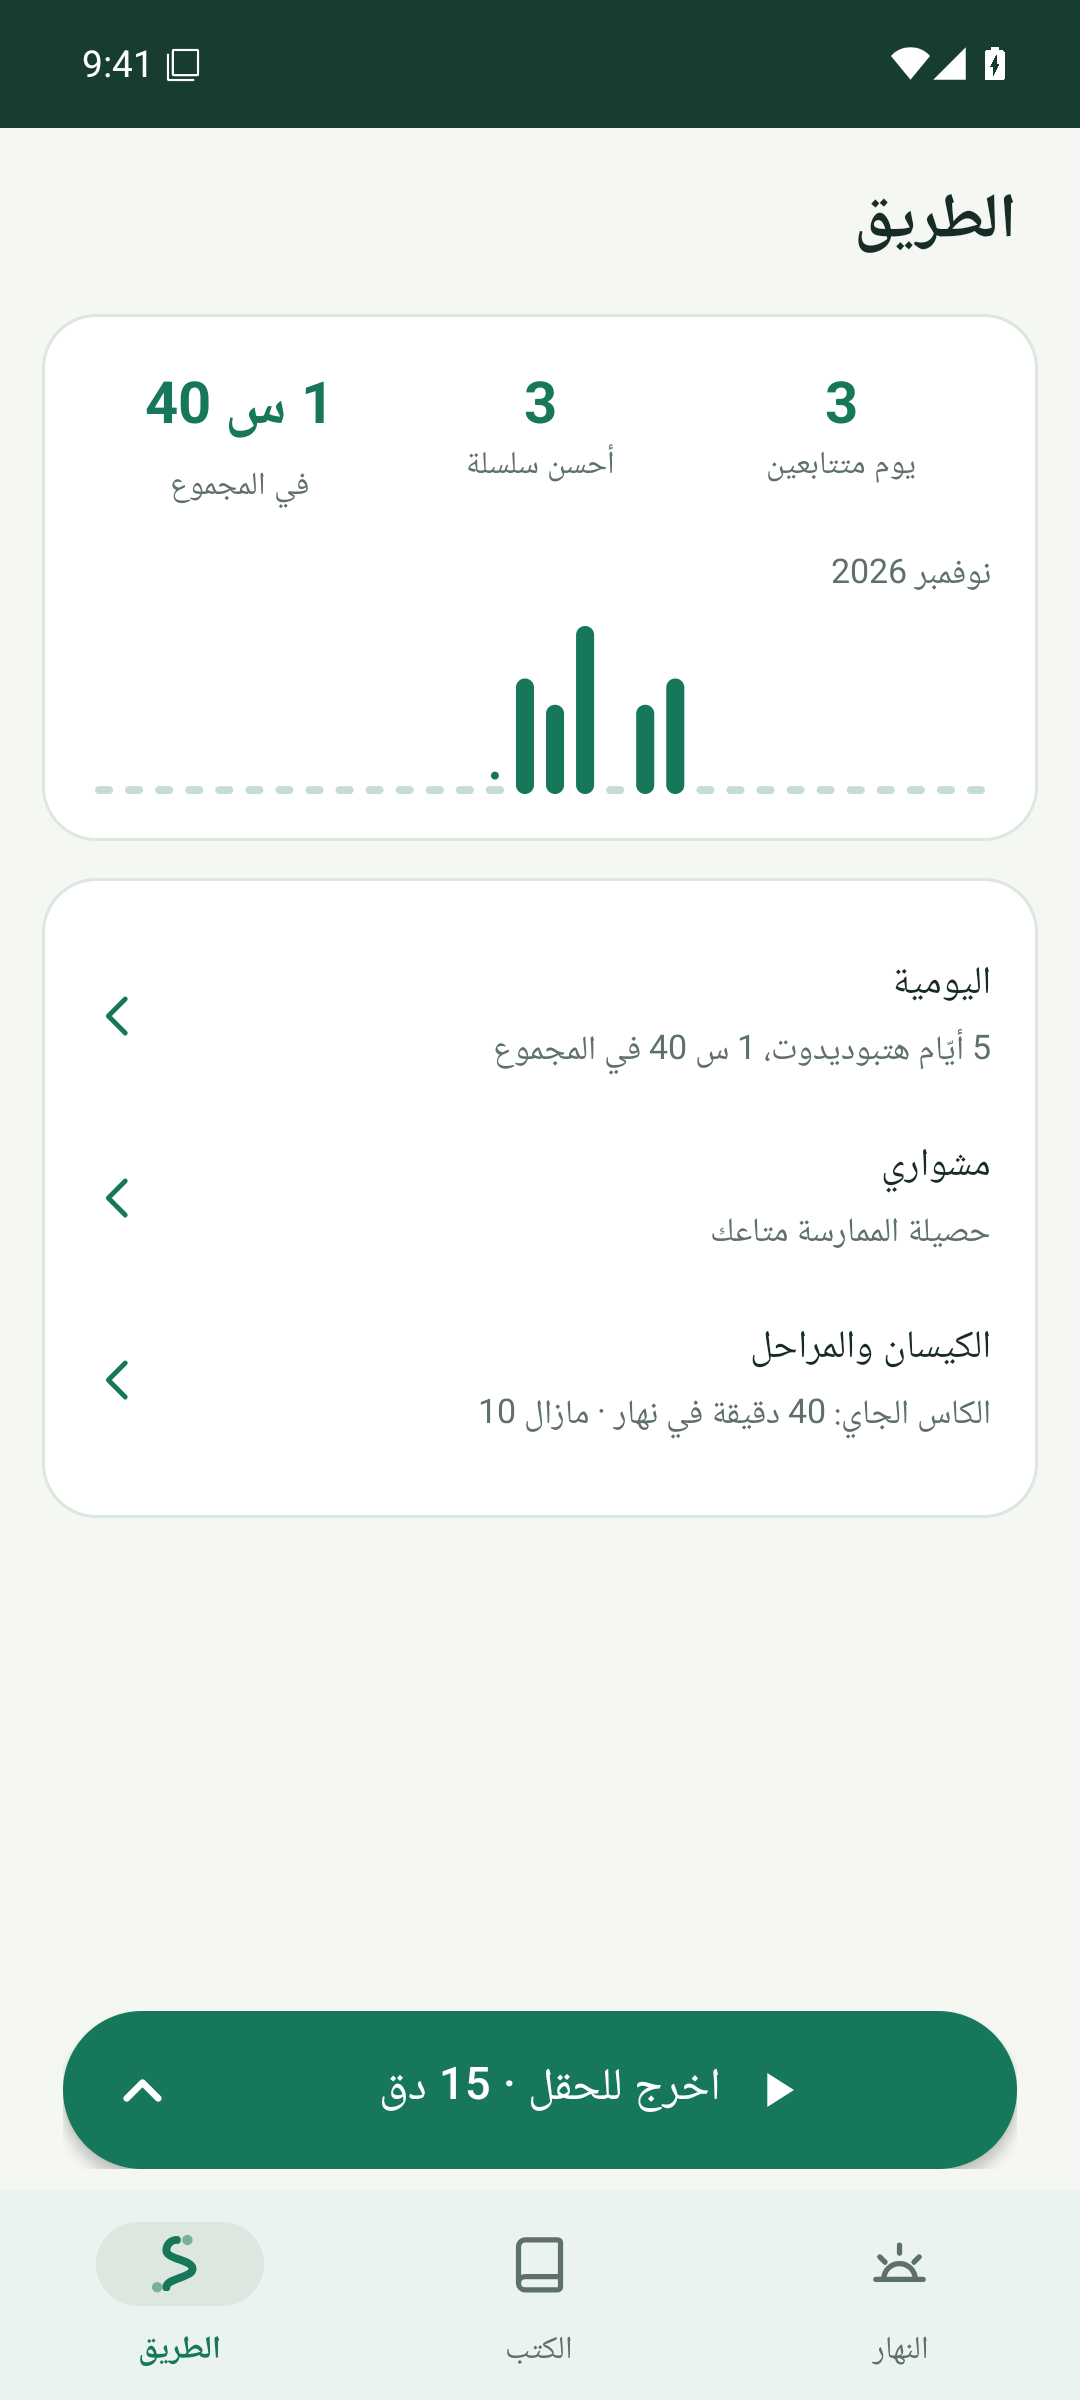 9:41
الطريق
3
يوم متتابعين
3
أحسن سلسلة
1 س 40
في المجموع
نوفمبر 2026
اليومية
5 أيّام هتبوديدوت، 1 س 40 في المجموع
مشواري
حصيلة الممارسة متاعك
الكيسان والمراحل
الكاس الجاي: 40 دقيقة في نهار · مازال 10
اخرج للحقل · 15 دق
النهار
الكتب
الطريق